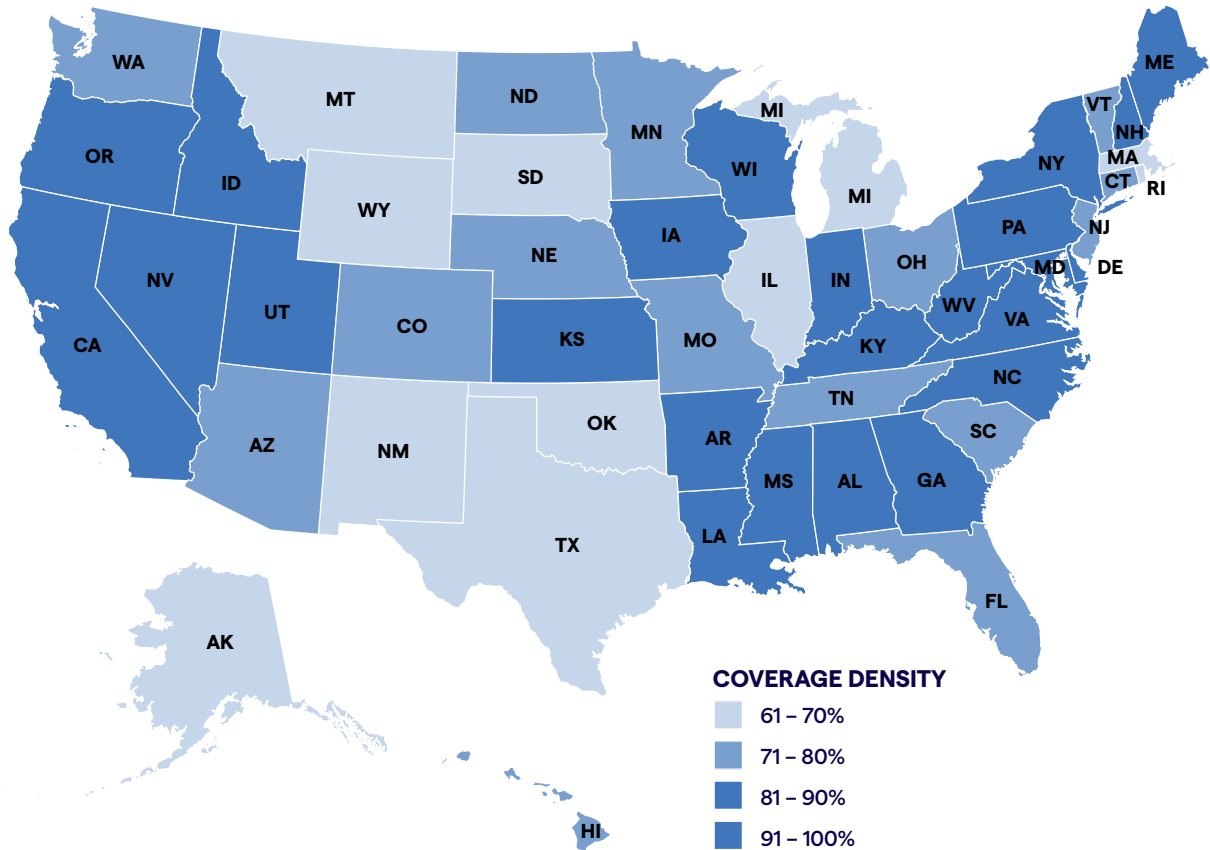 WA
MT
ND
MN
MI
ME
VT
NH
OR
ID
WY
SD
WI
MI
NY
MA
CT
RI
NV
UT
CO
NE
IA
IL
IN
OH
PA
NJ
MD
DE
CA
KS
MO
KY
WV
VA
AZ
NM
OK
AR
TN
NC
SC
TX
LA
MS
AL
GA
FL
AK
HI
COVERAGE DENSITY
61 – 70%
71 – 80%
81 – 90%
91 – 100%